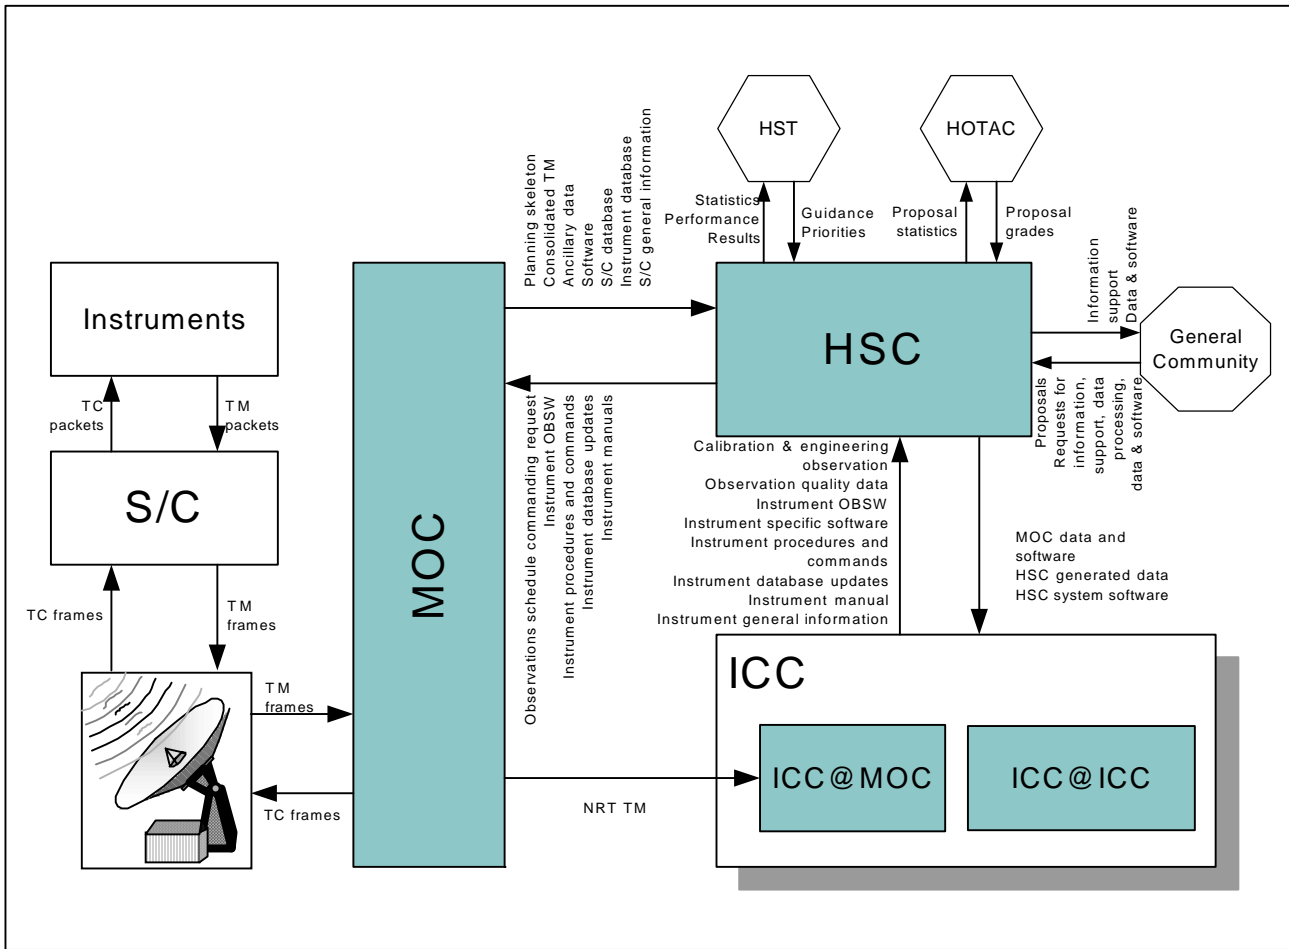 HST
HOTAC
Statistics
Performance
Results
Guidance
Priorities
Proposal
statistics
Proposal
grades
Planning skeleton
Consolidated TM
Ancillary data
Software
S/C database
Instrument database
S/C general information
Information
support
Data & software
Instruments
HSC
General
Community
TC
packets
TM
packets
Proposals
Requests for
information,
support, data
processing,
data & software
S/C
MOC
Observations schedule commanding request
Instrument OBSW
Instrument procedures and commands
Instrument database updates
Instrument manuals
Calibration & engineering
observation
Observation quality data
Instrument OBSW
Instrument specific software
Instrument procedures and
commands
Instrument database updates
Instrument manual
Instrument general information
MOC data and
software
HSC generated data
HSC system software
TC frames
TM
frames
ICC
TM
frames
ICC@MOC
ICC@ICC
TC frames
NRT TM